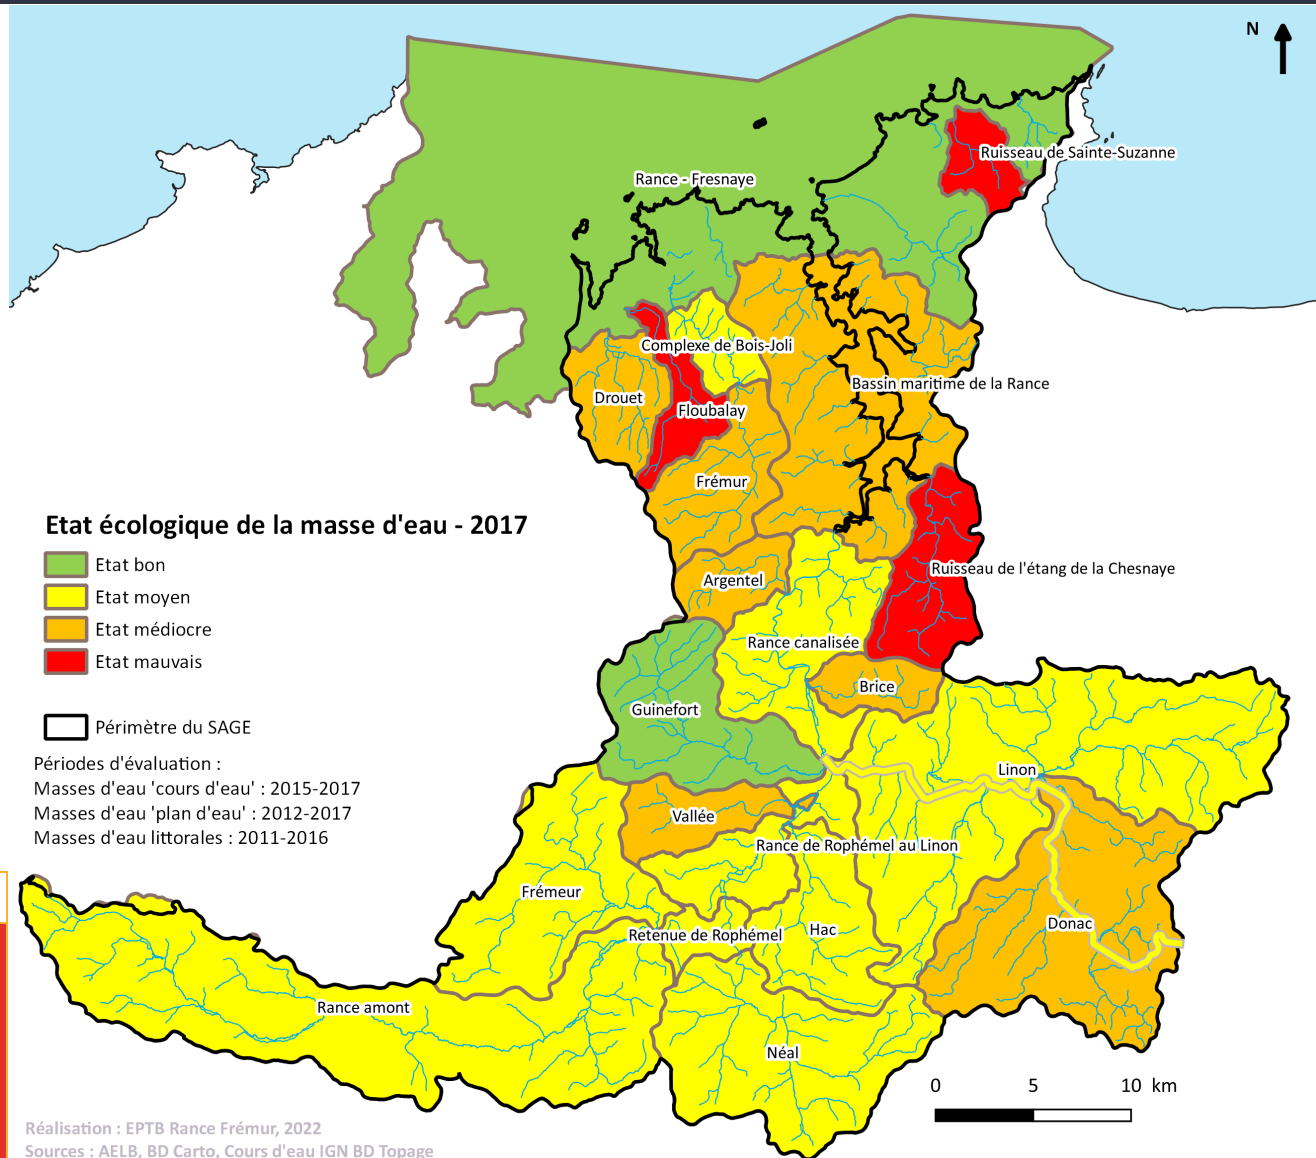 N
Ruisseau de Sainte-Suzanne
Rance - Fresnaye
Complexe de Bois-Joli
Bassin maritime de la Rance
Drouet
Floubalay
Frémur
Etat écologique de la masse d'eau - 2017
Etat bon
Etat moyen
Etat médiocre
Etat mauvais
Périmètre du SAGE
Périodes d'évaluation :
Masses d'eau 'cours d'eau' : 2015-2017
Masses d'eau 'plan d'eau' : 2012-2017
Masses d'eau littorales : 2011-2016
Argentel
Ruisseau de l'étang de la Chesnaye
Rance canalisée
Brice
Guinefort
Linon
Vallée
Rance de Rophémel au Linon
Frémeur
Donac
Hac
Retenue de Rophémel
Rance amont
Néal
0 5 10 km
Réalisation : EPTB Rance Frémur, 2022
Sources : AELB, BD Carto, Cours d'eau IGN BD Topage